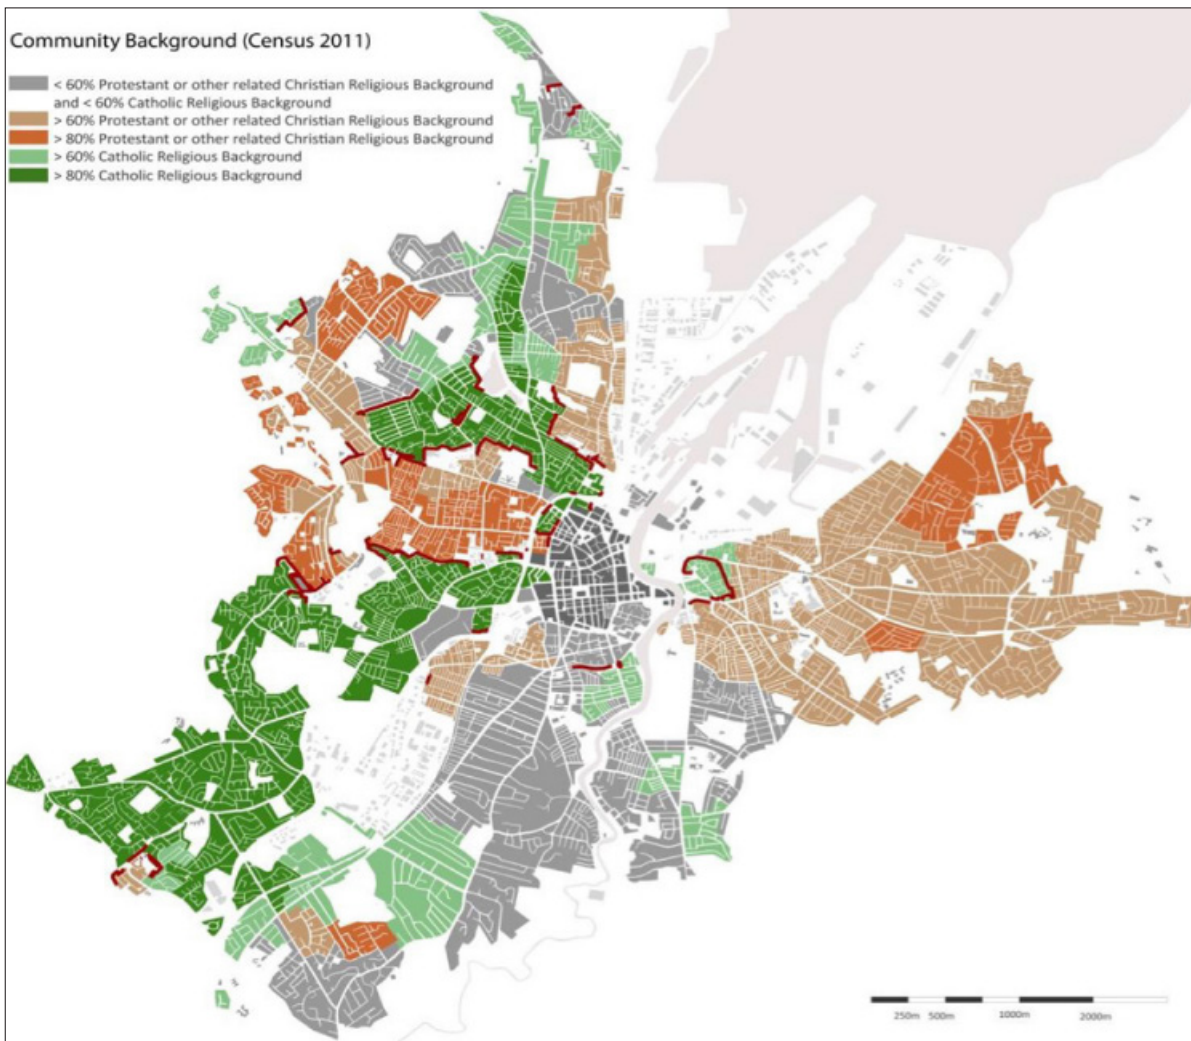 Community Background (Census 2011)
< 60% Protestant or other related Christian Religious Background
and < 60% Catholic Religious Background
> 60% Protestant or other related Christian Religious Background
> 80% Protestant or other related Christian Religious Background
> 60% Catholic Religious Background
> 80% Catholic Religious Background
250m 500m 1000m 2000m